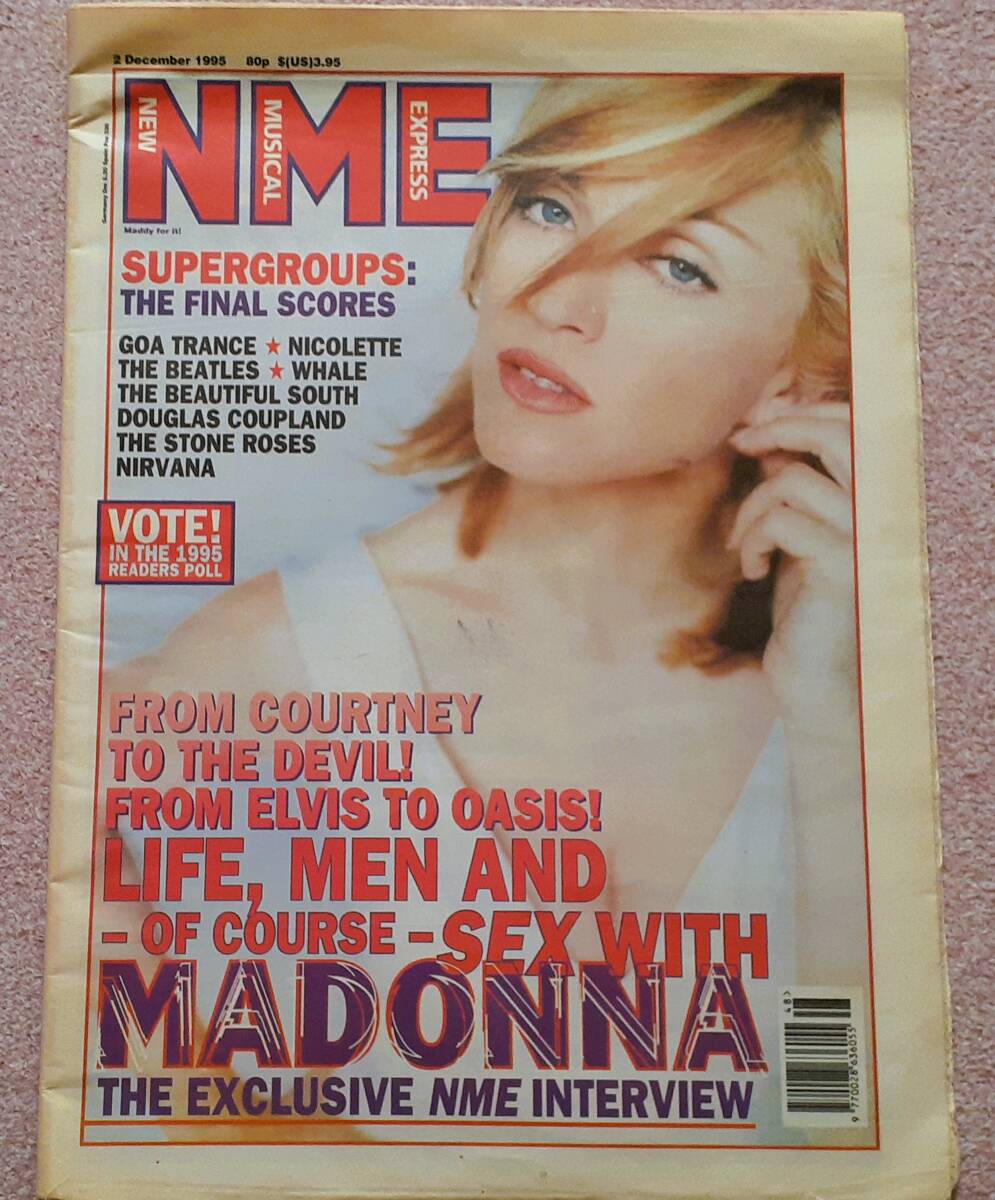 2 December 1995 80p $(US)3.95
NME
NEW
MUSICAL
EXPRESS
Maddy for it!
SUPERGROUPS:
THE FINAL SCORES
GOA TRANCE ★ NICOLETTE
THE BEATLES ★ WHALE
THE BEAUTIFUL SOUTH
DOUGLAS COUPLAND
THE STONE ROSES
NIRVANA
VOTE!
IN THE 1995
READERS POLL
FROM COURTNEY
TO THE DEVIL!
FROM ELVIS TO OASIS!
LIFE, MEN AND
– OF COURSE – SEX WITH
MADONNA
THE EXCLUSIVE NME INTERVIEW
48>
9 770028 636055